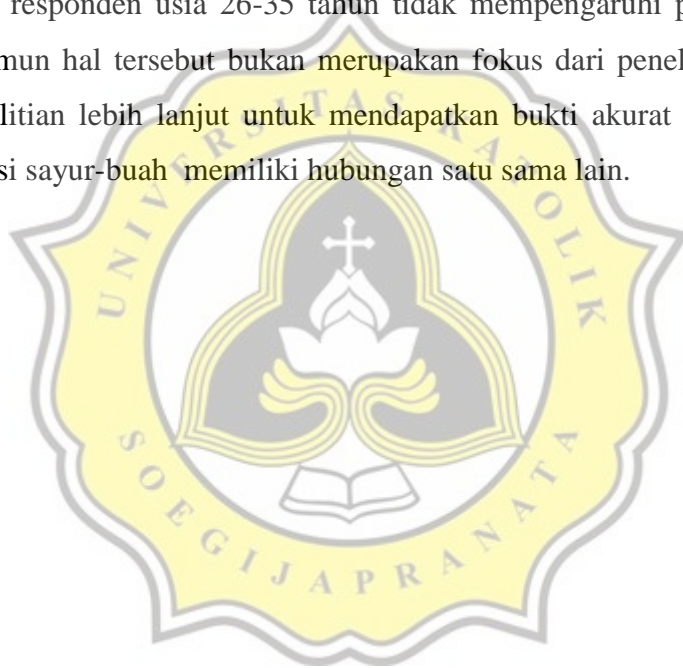 responden usia 26-35 tahun tidak mempengaruhi p
mun hal tersebut bukan merupakan fokus dari penel
litian lebih lanjut untuk mendapatkan bukti akurat
si sayur-buah memiliki hubungan satu sama lain.
UNIVERSITAS KATOLIK
SOEGIJAPRANATA